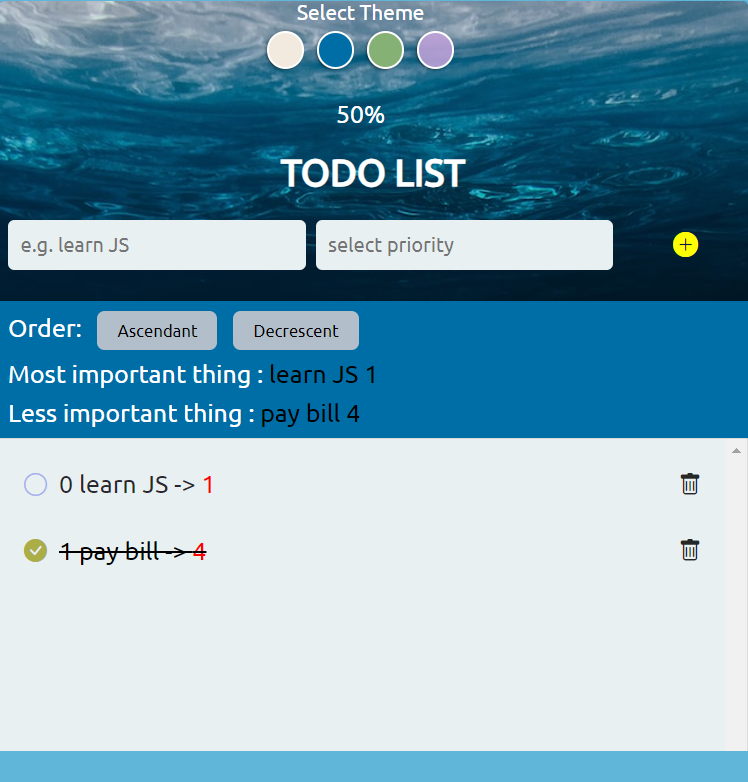 Select Theme
50%
TODO LIST
e.g. learn JS select priority +
Order: Ascendant Decrescent
Most important thing : learn JS 1
Less important thing : pay bill 4
0 learn JS -> 1
1 pay bill -> 4